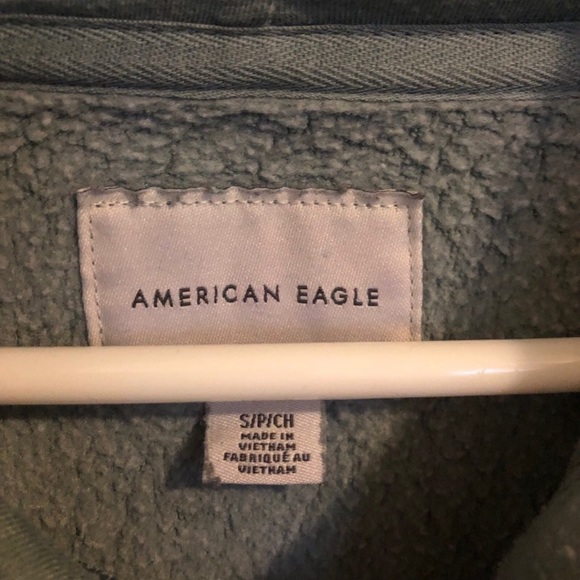 AMERICAN EAGLE
S/P/CH
MADE IN
VIETNAM
FABRIQUÉ AU
VIETNAM